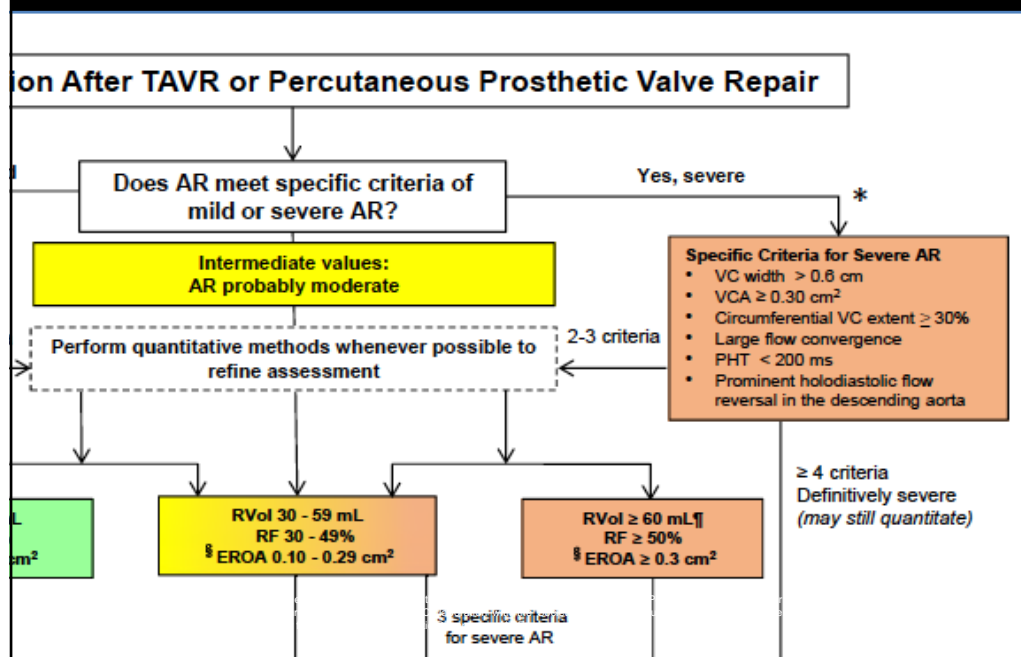 ion After TAVR or Percutaneous Prosthetic Valve Repair
Does AR meet specific criteria of
mild or severe AR?
Yes, severe
*
Intermediate values:
AR probably moderate
Specific Criteria for Severe AR
• VC width > 0.6 cm
• VCA ≥ 0.30 cm²
• Circumferential VC extent ≥ 30%
• Large flow convergence
• PHT < 200 ms
• Prominent holodiastolic flow
reversal in the descending aorta
Perform quantitative methods whenever possible to
refine assessment
2-3 criteria
≥ 4 criteria
Definitively severe
(may still quantitate)
L
cm²
RVol 30 - 59 mL
RF 30 - 49%
§ EROA 0.10 - 0.29 cm²
RVol ≥ 60 mL¶
RF ≥ 50%
§ EROA ≥ 0.3 cm²
3 specific criteria
for severe AR